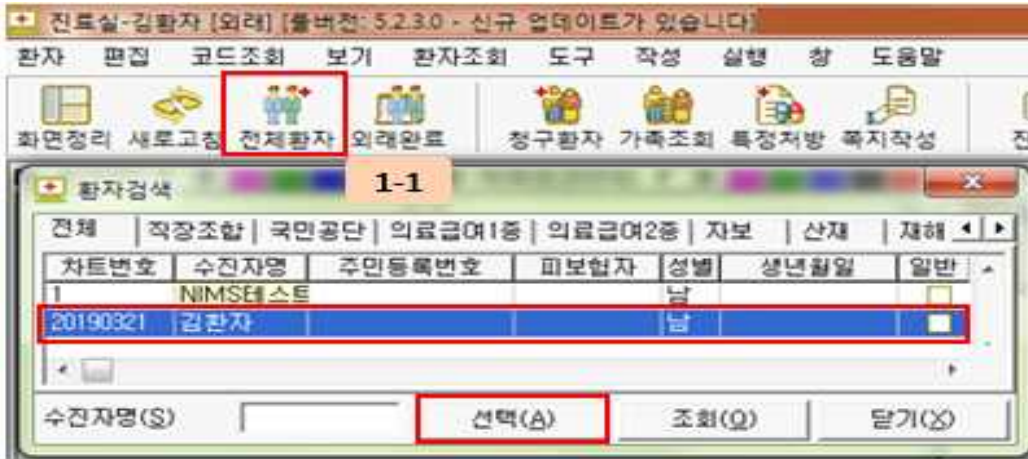 진료실-김환자 [외래] [풀버전: 5.2.3.0 - 신규 업데이트가 있습니다]
환자 편집 코드조회 보기 환자조회 도구 작성 실행 창 도움말
화면정리 새로고침 전체환자 외래완료 청구환자 가족조회 특정처방 쪽지작성
1-1
환자검색
전체 직장조합 국민공단 의료급여1종 의료급여2종 자보 산재 재해
차트번호 수진자명 주민등록번호 피보험자 성별 생년월일 일반
1 NIMS테스트 남
20190321 김환자 남
수진자명(S) 선택(A) 조회(Q) 닫기(X)